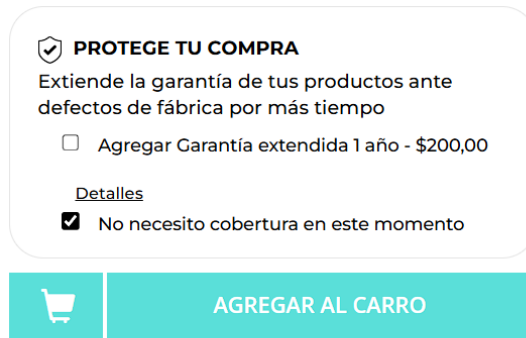 PROTEGE TU COMPRA
Extiende la garantía de tus productos ante
defectos de fábrica por más tiempo
Agregar Garantía extendida 1 año - $200,00
Detalles
No necesito cobertura en este momento
AGREGAR AL CARRO